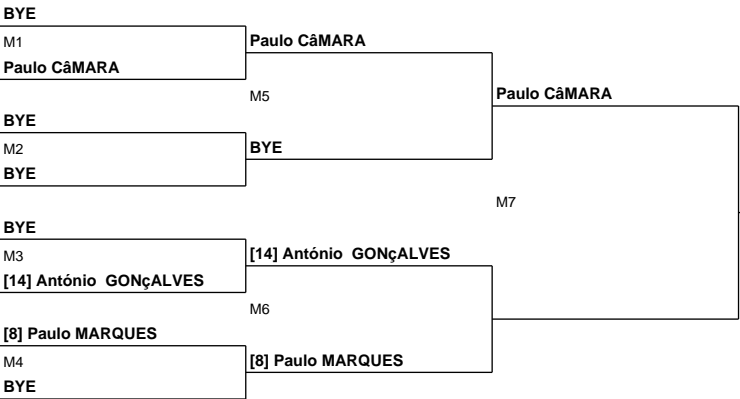 BYE
M1
Paulo CâMARA
Paulo CâMARA
M5
Paulo CâMARA
BYE
M2
BYE
BYE
M7
BYE
M3
[14] António GONçALVES
[14] António GONçALVES
M6
[8] Paulo MARQUES
M4
[8] Paulo MARQUES
BYE